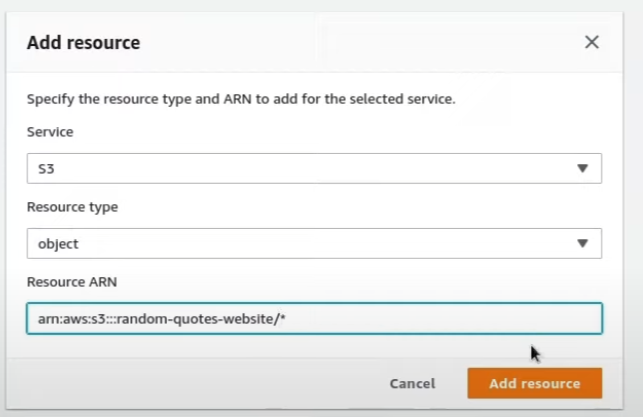 Add resource
Specify the resource type and ARN to add for the selected service.
Service
S3
Resource type
object
Resource ARN
arn:aws:s3:::random-quotes-website/*
Cancel
Add resource